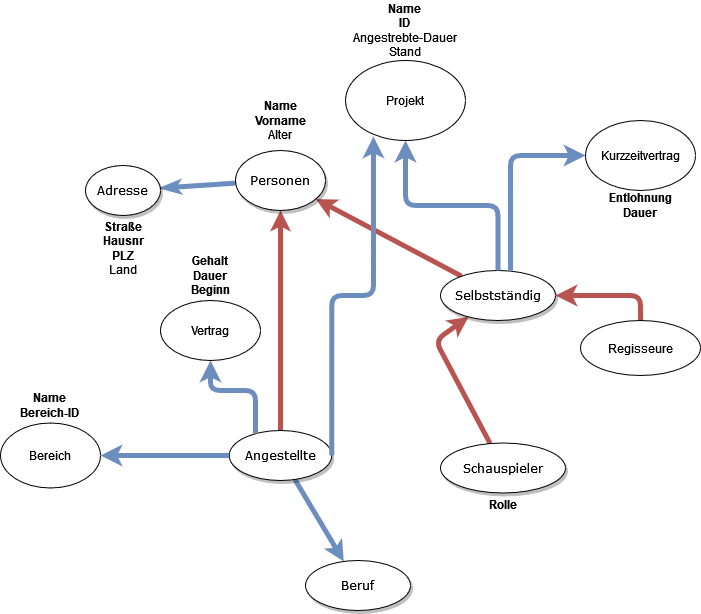 Name
ID
Angestrebte-Dauer
Stand
Projekt
Name
Vorname
Alter
Personen
Adresse
Straße
Hausnr
PLZ
Land
Kurzzeitvertrag
Entlohnung
Dauer
Gehalt
Dauer
Beginn
Vertrag
Selbstständig
Regisseure
Name
Bereich-ID
Bereich
Angestellte
Schauspieler
Rolle
Beruf